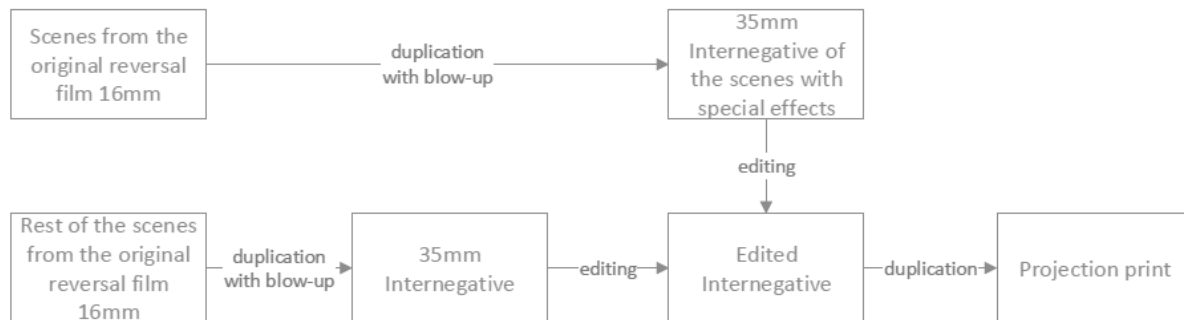 Scenes from the
original reversal
film 16mm
duplication
with blow-up
35mm
Internegative of
the scenes with
special effects
editing
Rest of the scenes
from the original
reversal film
16mm
duplication
with blow-up
35mm
Internegative
editing
Edited
Internegative
duplication
Projection print